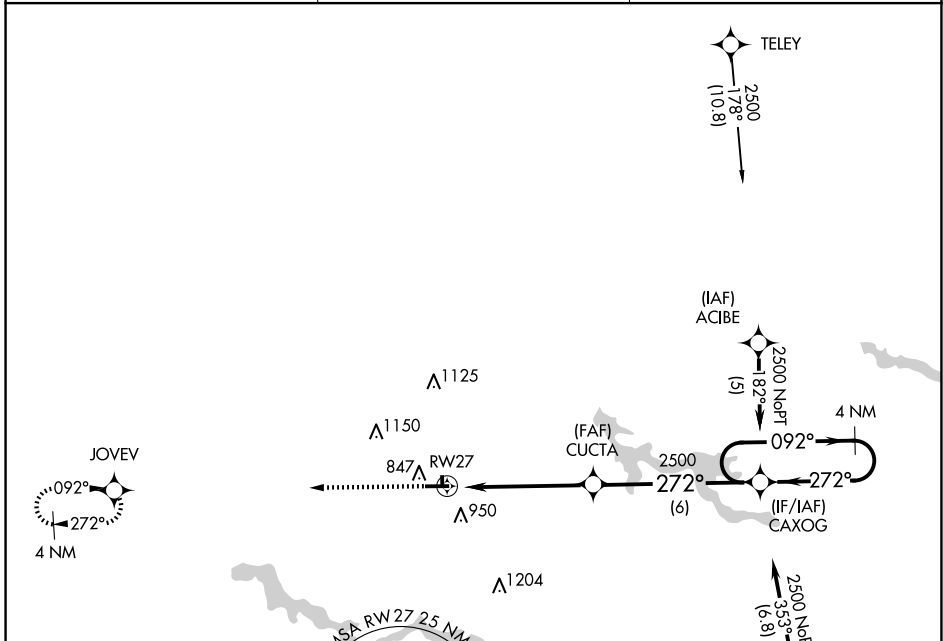 TELEY
2500
178°
(10.8)
(IAF)
ACIBE
2500 NoPT
182°
(5)
4 NM
092°
1125
1150
(FAF)
CUCTA
JOVEV
847
RW27
2500
272°
(6)
272°
092°
272°
4 NM
950
(IF/IAF)
CAXOG
1204
2500 NoPT
353°
(6.8)
MSA RW27 25 NM